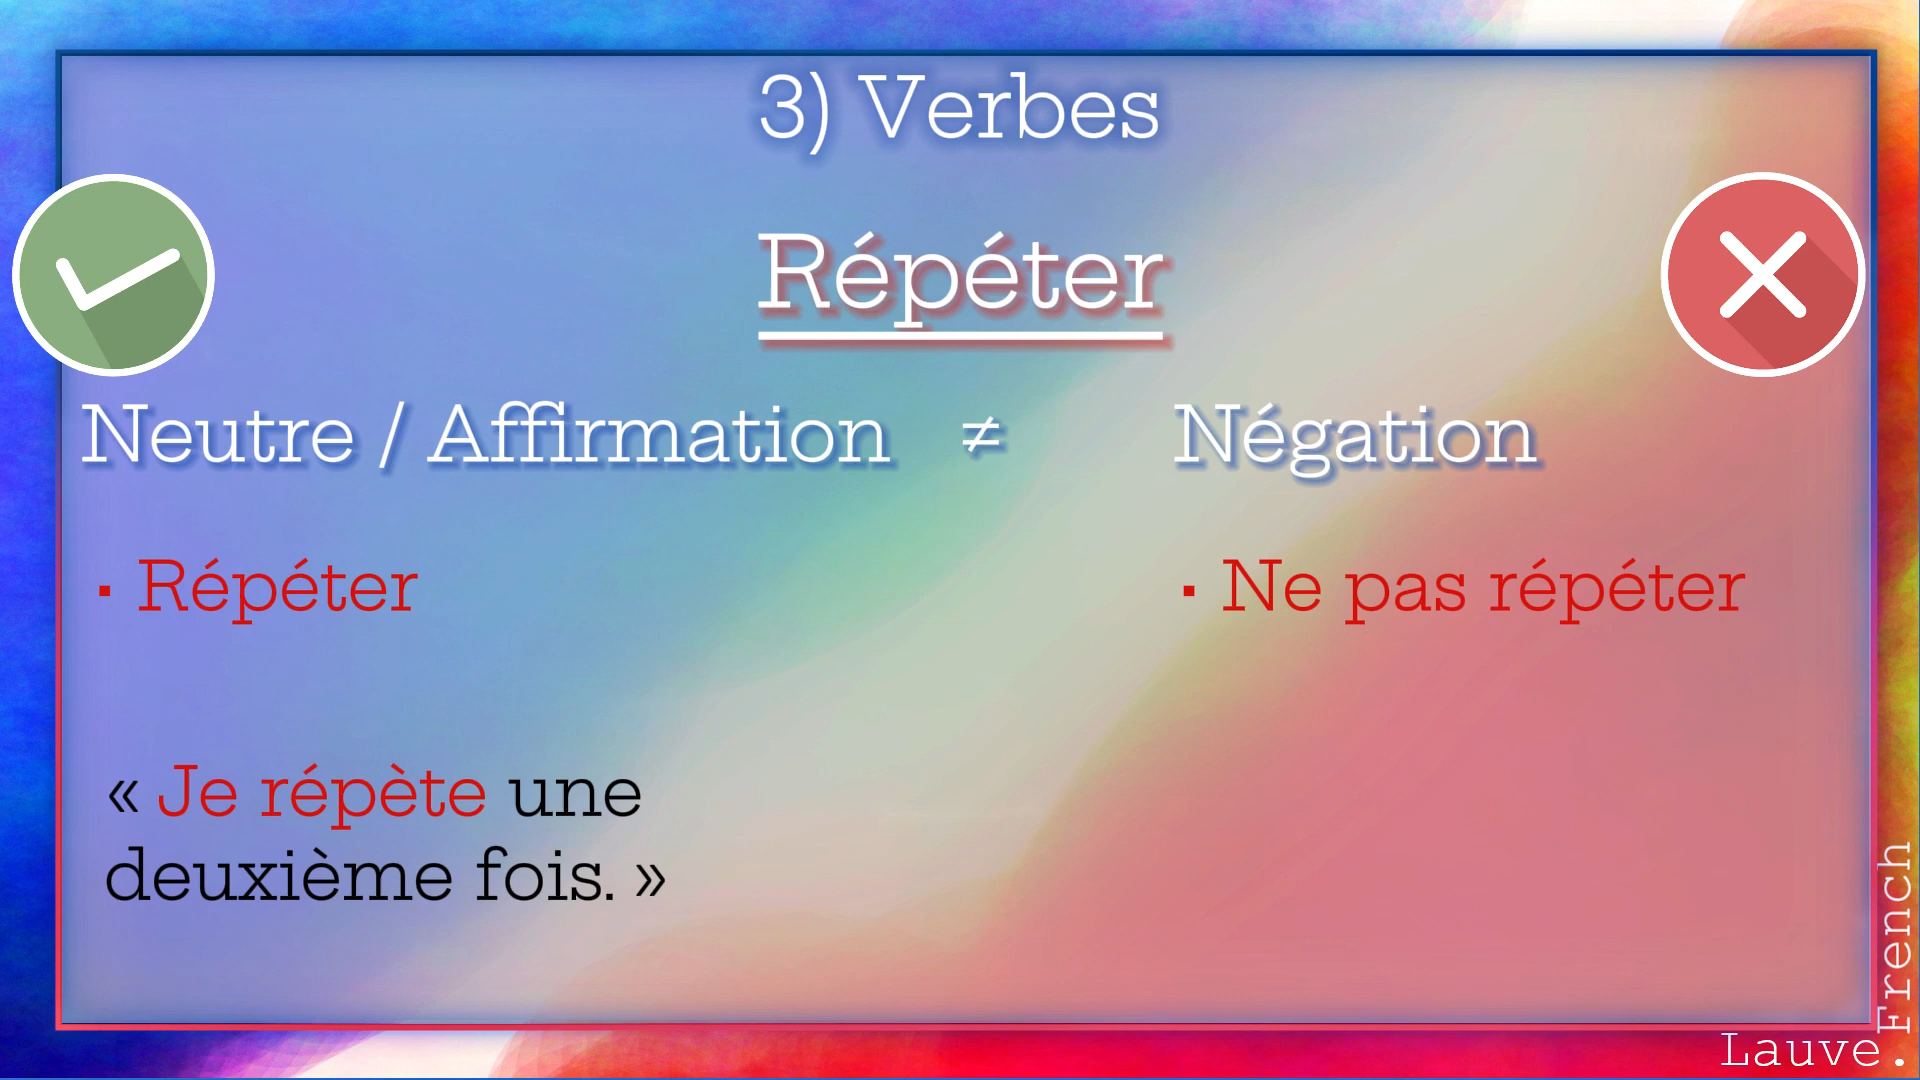 3) Verbes
Répéter
Neutre / Affirmation ≠ Négation
▪ Répéter
▪ Ne pas répéter
« Je répète une
deuxième fois. »
Lauve.French